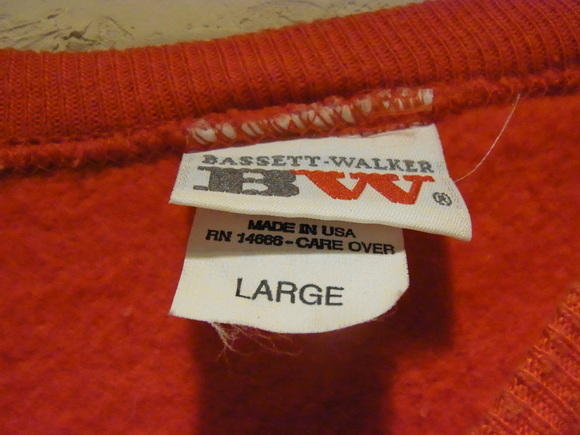 BASSETT-WALKER
BW®
MADE IN USA
RN 14666-CARE OVER
LARGE